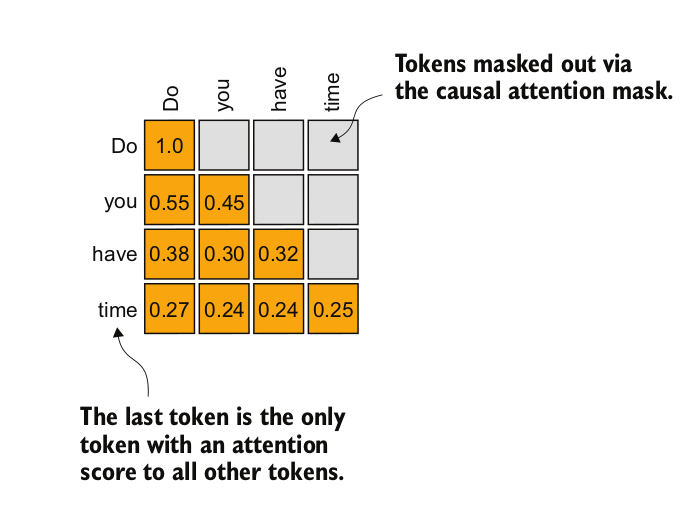 Tokens masked out via
the causal attention mask.
Do you have time
Do 1.0
you 0.55 0.45
have 0.38 0.30 0.32
time 0.27 0.24 0.24 0.25
The last token is the only
token with an attention
score to all other tokens.